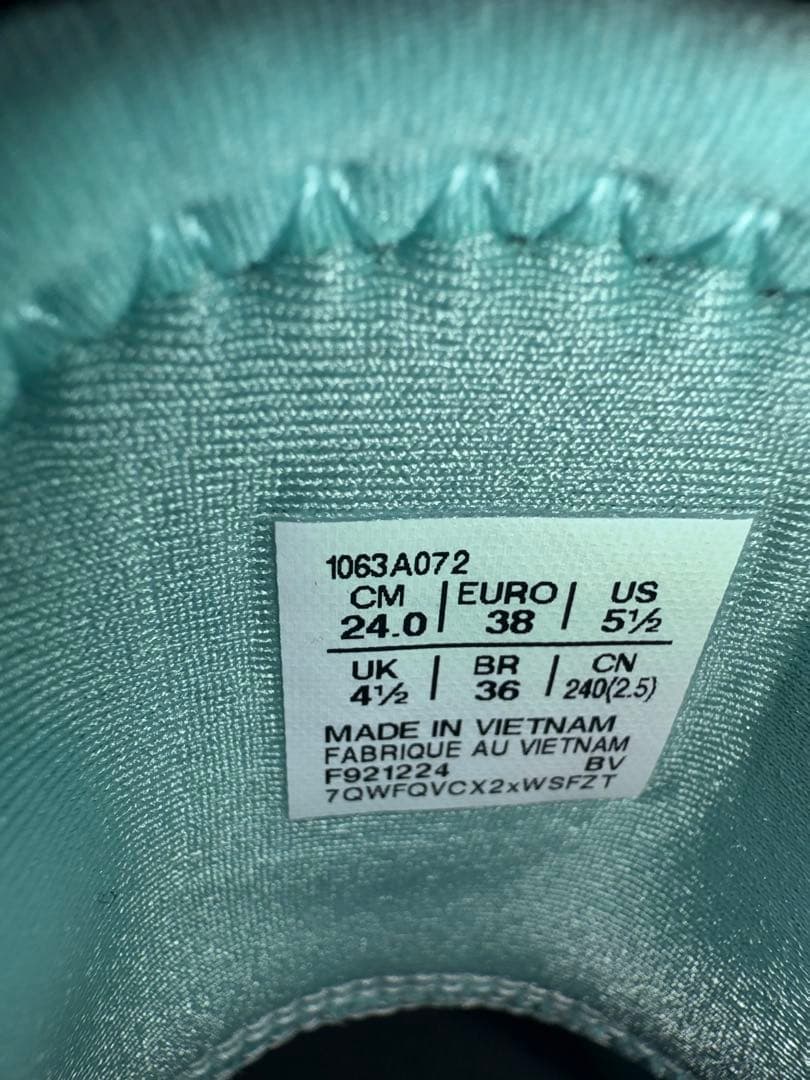 1063A072
CM | EURO | US
24.0 | 38 | 5½
UK | BR | CN
4½ | 36 | 240(2.5)
MADE IN VIETNAM
FABRIQUE AU VIETNAM
F921224 BV
7QWFQVCX2xWSFZT